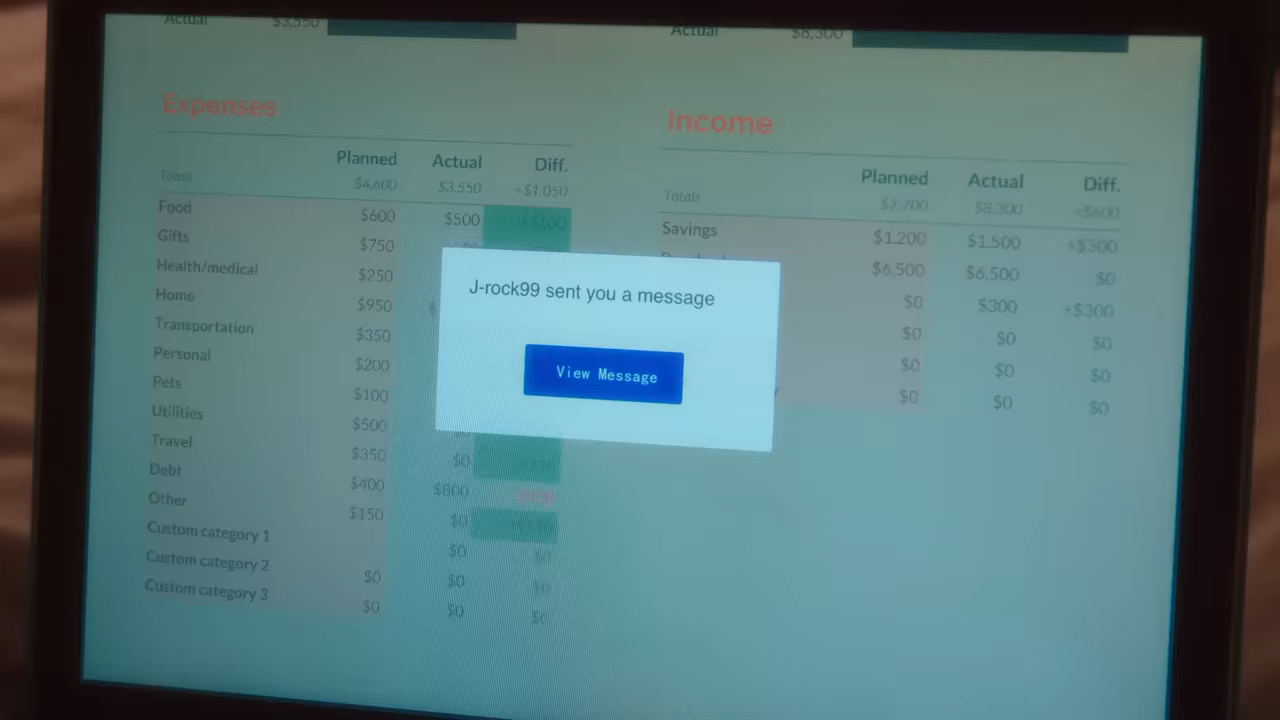 Actual $3,550
Actual $8,300
Expenses
Income
Planned Actual Diff.
Totals $4,600 $3,550 +$1,050
Planned Actual Diff.
Totals $7,700 $8,300 +$600
Food $600 $500
Gifts $750
Health/medical $250
Home $950
Transportation $350
Personal $200
Pets $100
Utilities $500
Travel $350 $0
Debt $400 $800
Other $150 $0
Custom category 1 $0 $0
Custom category 2 $0 $0 $0
Custom category 3 $0 $0 $0
Savings $1,200 $1,500 +$300
$6,500 $6,500 $0
$0 $300 +$300
$0 $0 $0
$0 $0 $0
$0 $0 $0
J-rock99 sent you a message
View Message